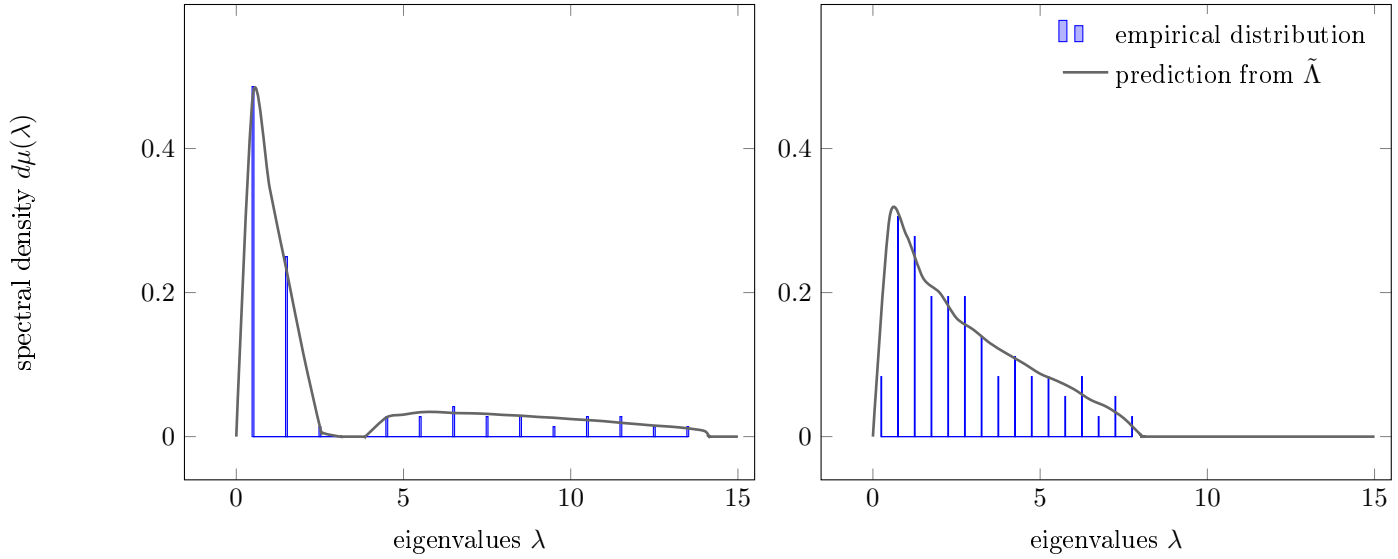 empirical distribution
prediction from Λ̃
spectral density dμ(λ)
0.4
0.2
0
0 5 10 15
eigenvalues λ
0.4
0.2
0
0 5 10 15
eigenvalues λ